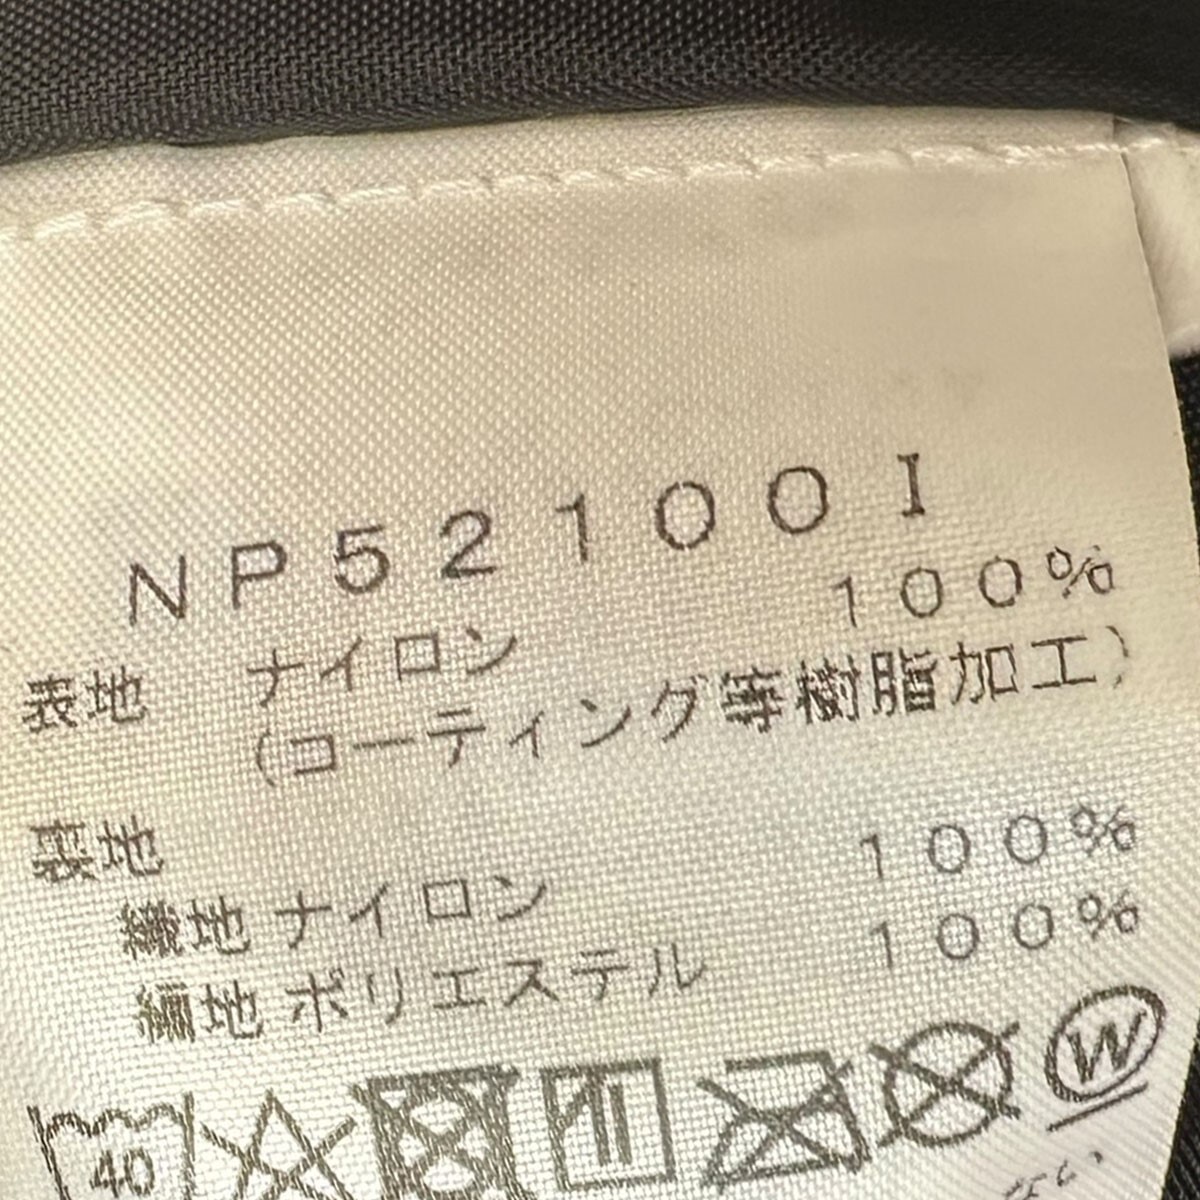 NP52100I
表地 ナイロン 100%
(コーティング等樹脂加工)
裏地
織地 ナイロン 100%
編地 ポリエステル 100%
40 W